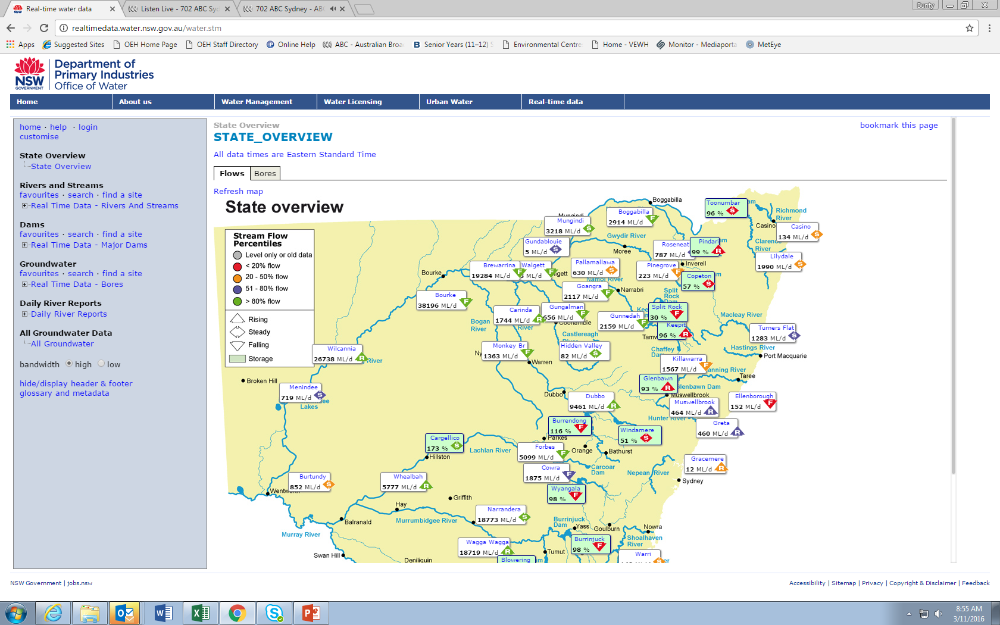 Real-time water data
Listen Live - 702 ABC Syd
702 ABC Sydney - AB
Bunty
realtimedata.water.nsw.gov.au/water.stm
Apps
Suggested Sites
OEH Home Page
OEH Staff Directory
Online Help
ABC - Australian Broa
Senior Years (11–12) S
Environmental Centre
Home - VEWH
Monitor - Mediaporta
MetEye
NSW
GOVERNMENT
Department of
Primary Industries
Office of Water
Home
About us
Water Management
Water Licensing
Urban Water
Real-time data
home · help · login
customise
State Overview
State Overview
Rivers and Streams
favourites · search · find a site
Real Time Data - Rivers And Streams
Dams
favourites · search · find a site
Real Time Data - Major Dams
Groundwater
favourites · search · find a site
Real Time Data - Bores
Daily River Reports
Daily River Reports
All Groundwater Data
All Groundwater
bandwidth high low
hide/display header & footer
glossary and metadata
State Overview
bookmark this page
STATE_OVERVIEW
All data times are Eastern Standard Time
Flows
Bores
Refresh map
State overview
Stream Flow
Percentiles
Level only or old data
< 20% flow
20 - 50% flow
51 - 80% flow
> 80% flow
Rising
Steady
Falling
Storage
Boggabilla
Toonumbar
96 % S
Richmond
River
Boggabilla
2914 ML/d F
Mungindi
Mungindi
3218 ML/d S
Casino
Casino
134 ML/d S
Gwydir River
Gundablouie
5 ML/d S
Moree
Roseneat
787 ML/d
Pindari
99 % R
Clarence
River
Lilydale
1990 ML/d S
Brewarrina
19284 ML/d F
Walgett
ML/d F
Pallamallawa
630 ML/d S
Pinegrove
223 ML/d F
Inverell
Bourke
Namoi River
Copeton
57 % S
Goangra
2117 ML/d F
Narrabri
Split
Rock
Bourke
38196 ML/d F
Carinda
1744 ML/d R
River
Gungalman
656 ML/d F
Coonamble
Gunnedah
2159 ML/d F
Split Rock
30 % F
Keepit
96 % R
Macleay River
Bogan
River
Castlereagh
Turners Flat
1283 ML/d S
Monkey Br
1363 ML/d F
Hidden Valley
82 ML/d S
Chaffey
Hastings River
Port Macquarie
Wilcannia
26738 ML/d R
River
Warren
Killawarra
1567 ML/d F
Manning River
Taree
Broken Hill
Glenbawn
93 % R
Glenbawn Dam
Menindee
719 ML/d S
Lakes
Dubbo
Dubbo
9461 ML/d R
Muswellbrook
Muswellbrook
464 ML/d R
Ellenborough
152 ML/d F
Hunter River
Burrendong
116 % F
Windamere
51 % S
Greta
460 ML/d R
Parkes
Cargellico
173 % S
Lachlan River
Forbes
5099 ML/d F
Orange
Bathurst
Hillston
Gracemere
12 ML/d R
Cowra
1875 ML/d F
Carcoar
Dam
Nepean River
Burtundy
852 ML/d S
Whealbah
5777 ML/d R
Sydney
Wentworth
Wyangala
98 % F
Griffith
Hay
Narrandera
18773 ML/d S
Balranald
Murrumbidgee River
Burrinjuck
Dam
Yass
Goulburn
Nowra
Murray River
Wagga Wagga
18719 ML/d R
Burrinjuck
98 % F
Shoalhaven
River
Swan Hill
Deniliquin
Blowering
Tumut
Warri
NSW Government | jobs.nsw
Accessibility | Sitemap | Privacy | Copyright & Disclaimer | Feedback
8:55 AM
3/11/2016